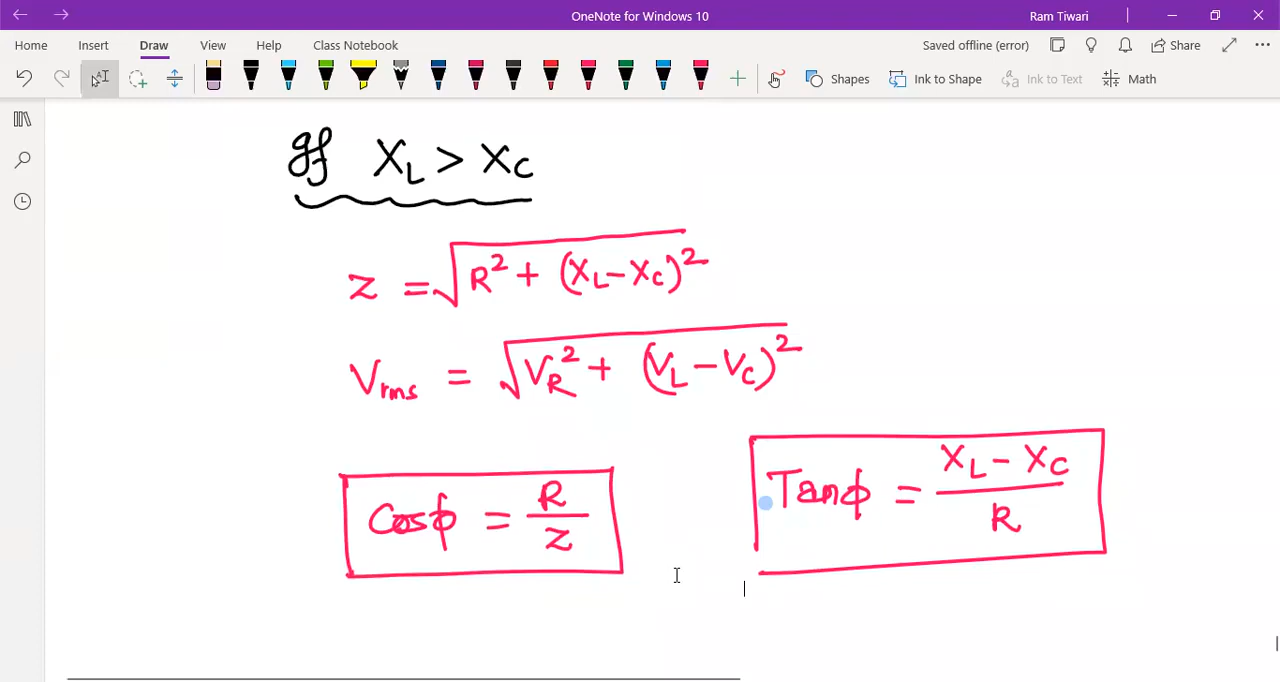 OneNote for Windows 10
Ram Tiwari
Home Insert Draw View Help Class Notebook
Saved offline (error) Share
Shapes Ink to Shape Ink to Text Math
If X_L > X_C
Z = √R² + (X_L - X_C)²
V_rms = √V_R² + (V_L - V_C)²
Cosφ = R/Z
Tanφ = X_L - X_C / R